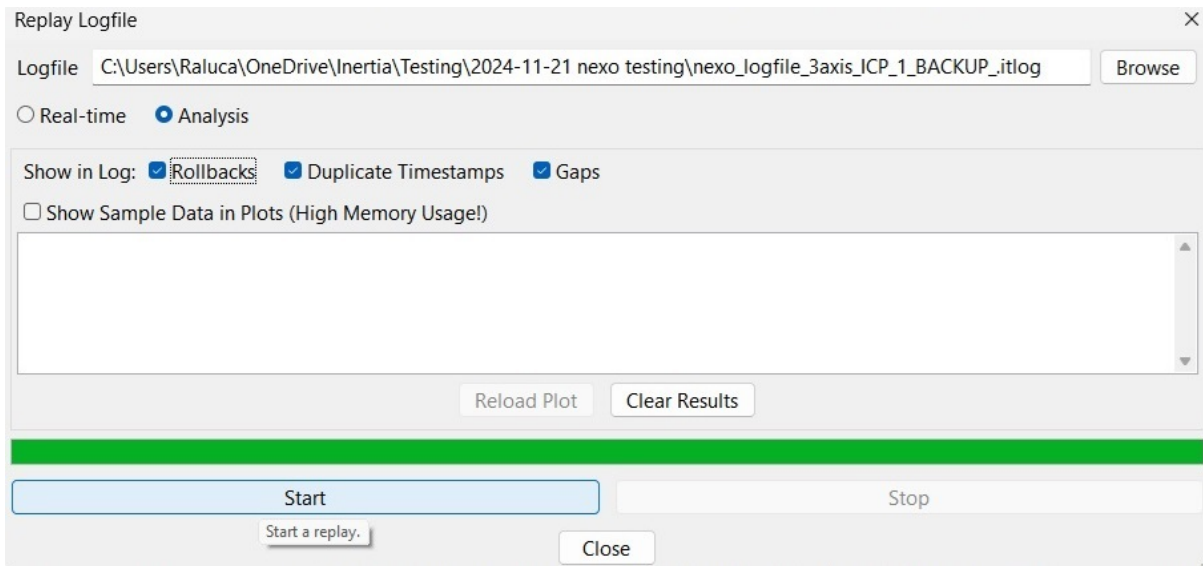 Replay Logfile
Logfile C:\Users\Raluca\OneDrive\Inertia\Testing\2024-11-21 nexo testing\nexo_logfile_3axis_ICP_1_BACKUP_.itlog Browse
Real-time Analysis
Show in Log: Rollbacks Duplicate Timestamps Gaps
Show Sample Data in Plots (High Memory Usage!)
Reload Plot Clear Results
Start Stop
Start a replay.
Close